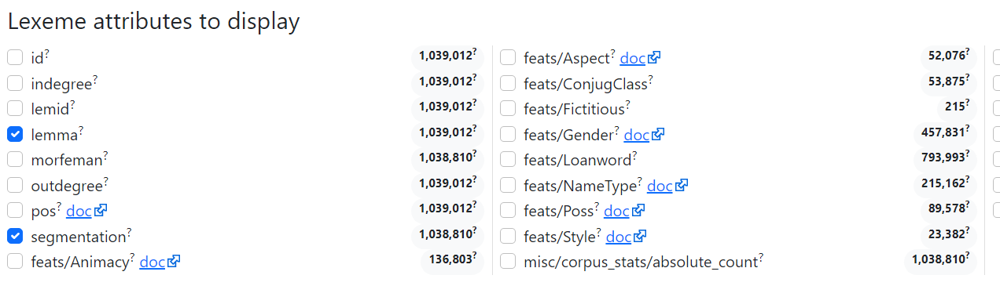 Lexeme attributes to display
id? 1,039,012?
indegree? 1,039,012?
lemid? 1,039,012?
lemma? 1,039,012?
morfeman? 1,038,810?
outdegree? 1,039,012?
pos? doc 1,039,012?
segmentation? 1,038,810?
feats/Animacy? doc 136,803?
feats/Aspect? doc 52,076?
feats/ConjugClass? 53,875?
feats/Fictitious? 215?
feats/Gender? doc 457,831?
feats/Loanword? 793,993?
feats/NameType? doc 215,162?
feats/Poss? doc 89,578?
feats/Style? doc 23,382?
misc/corpus_stats/absolute_count? 1,038,810?